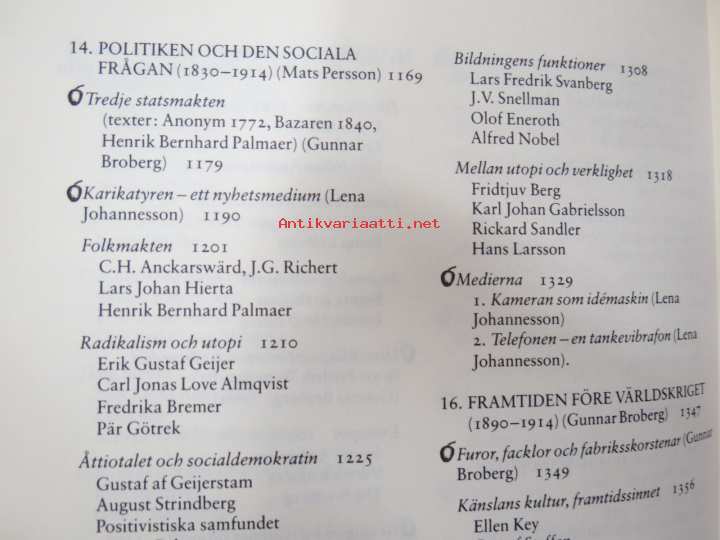 14. POLITIKEN OCH DEN SOCIALA
FRÅGAN (1830–1914) (Mats Persson) 1169
Tredje statsmakten
(texter: Anonym 1772, Bazaren 1840,
Henrik Bernhard Palmaer) (Gunnar
Broberg) 1179
Karikatyren – ett nyhetsmedium (Lena
Johannesson) 1190
Folkmakten 1201
C.H. Anckarswärd, J.G. Richert
Lars Johan Hierta
Henrik Bernhard Palmaer
Radikalism och utopi 1210
Erik Gustaf Geijer
Carl Jonas Love Almqvist
Fredrika Bremer
Pär Götrek
Åttiotalet och socialdemokratin 1225
Gustaf af Geijerstam
August Strindberg
Positivistiska samfundet
Bildningens funktioner 1308
Lars Fredrik Svanberg
J.V. Snellman
Olof Eneroth
Alfred Nobel
Mellan utopi och verklighet 1318
Fridtjuv Berg
Karl Johan Gabrielsson
Rickard Sandler
Hans Larsson
Medierna 1329
1. Kameran som idémaskin (Lena
Johannesson)
2. Telefonen – en tankevibrafon (Lena
Johannesson).
16. FRAMTIDEN FÖRE VÄRLDSKRIGET
(1890–1914) (Gunnar Broberg) 1347
Furor, facklor och fabriksskorstenar (Gunnar
Broberg) 1349
Känslans kultur, framtidssinnet 1356
Ellen Key
Antikvariaatti.net